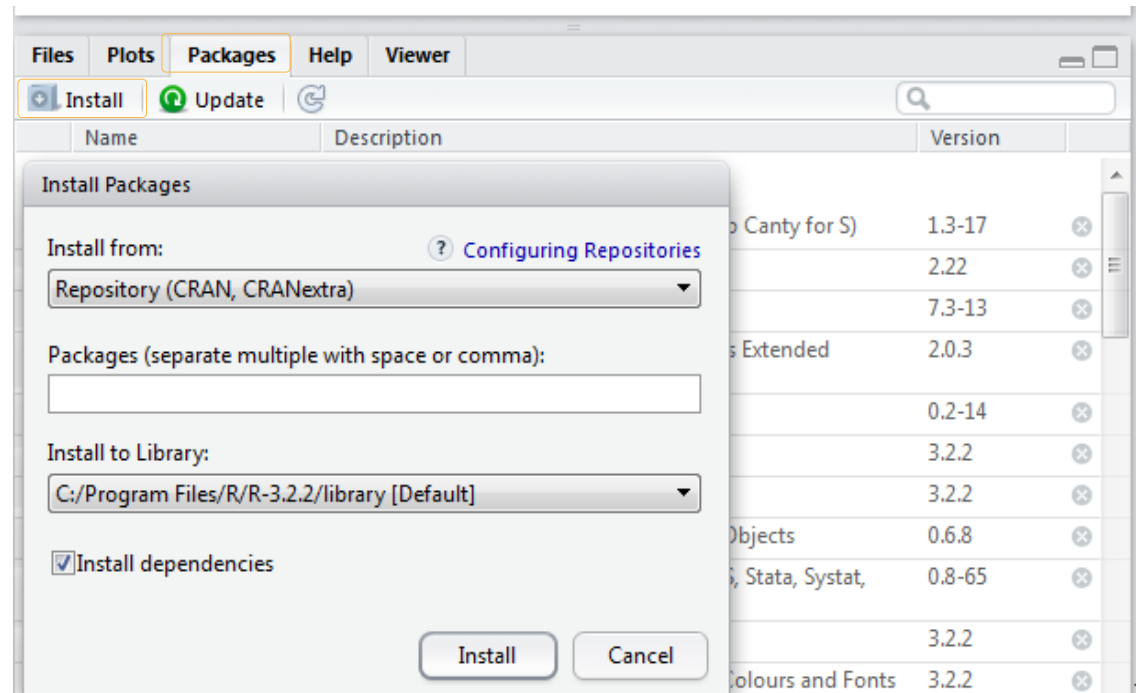 Files Plots Packages Help Viewer
Install Update
Name Description Version
Install Packages
Install from: ? Configuring Repositories
Repository (CRAN, CRANextra)
Packages (separate multiple with space or comma):
Install to Library:
C:/Program Files/R/R-3.2.2/library [Default]
Install dependencies
Install Cancel
Canty for S) 1.3-17
2.22
7.3-13
s Extended 2.0.3
0.2-14
3.2.2
3.2.2
Objects 0.6.8
S, Stata, Systat, 0.8-65
3.2.2
Colours and Fonts 3.2.2